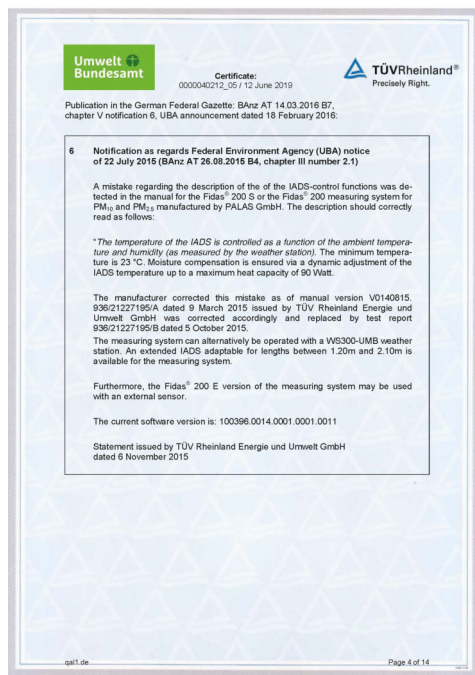 Umwelt
Bundesamt
Certificate:
0000040212_05 / 12 June 2019
TÜVRheinland®
Precisely Right.
Publication in the German Federal Gazette: BAnz AT 14.03.2016 B7,
chapter V notification 6, UBA announcement dated 18 February 2016:
6 Notification as regards Federal Environment Agency (UBA) notice
of 22 July 2015 (BAnz AT 26.08.2015 B4, chapter III number 2.1)
A mistake regarding the description of the of the IADS-control functions was de-
tected in the manual for the Fidas® 200 S or the Fidas® 200 measuring system for
PM10 and PM2.5 manufactured by PALAS GmbH. The description should correctly
read as follows:
"The temperature of the IADS is controlled as a function of the ambient tempera-
ture and humidity (as measured by the weather station). The minimum tempera-
ture is 23 °C. Moisture compensation is ensured via a dynamic adjustment of the
IADS temperature up to a maximum heat capacity of 90 Watt.
The manufacturer corrected this mistake as of manual version V0140815.
936/21227195/A dated 9 March 2015 issued by TÜV Rheinland Energie und
Umwelt GmbH was corrected accordingly and replaced by test report
936/21227195/B dated 5 October 2015.
The measuring system can alternatively be operated with a WS300-UMB weather
station. An extended IADS adaptable for lengths between 1.20m and 2.10m is
available for the measuring system.
Furthermore, the Fidas® 200 E version of the measuring system may be used
with an external sensor.
The current software version is: 100396.0014.0001.0001.0011
Statement issued by TÜV Rheinland Energie und Umwelt GmbH
dated 6 November 2015
qal1.de
Page 4 of 14